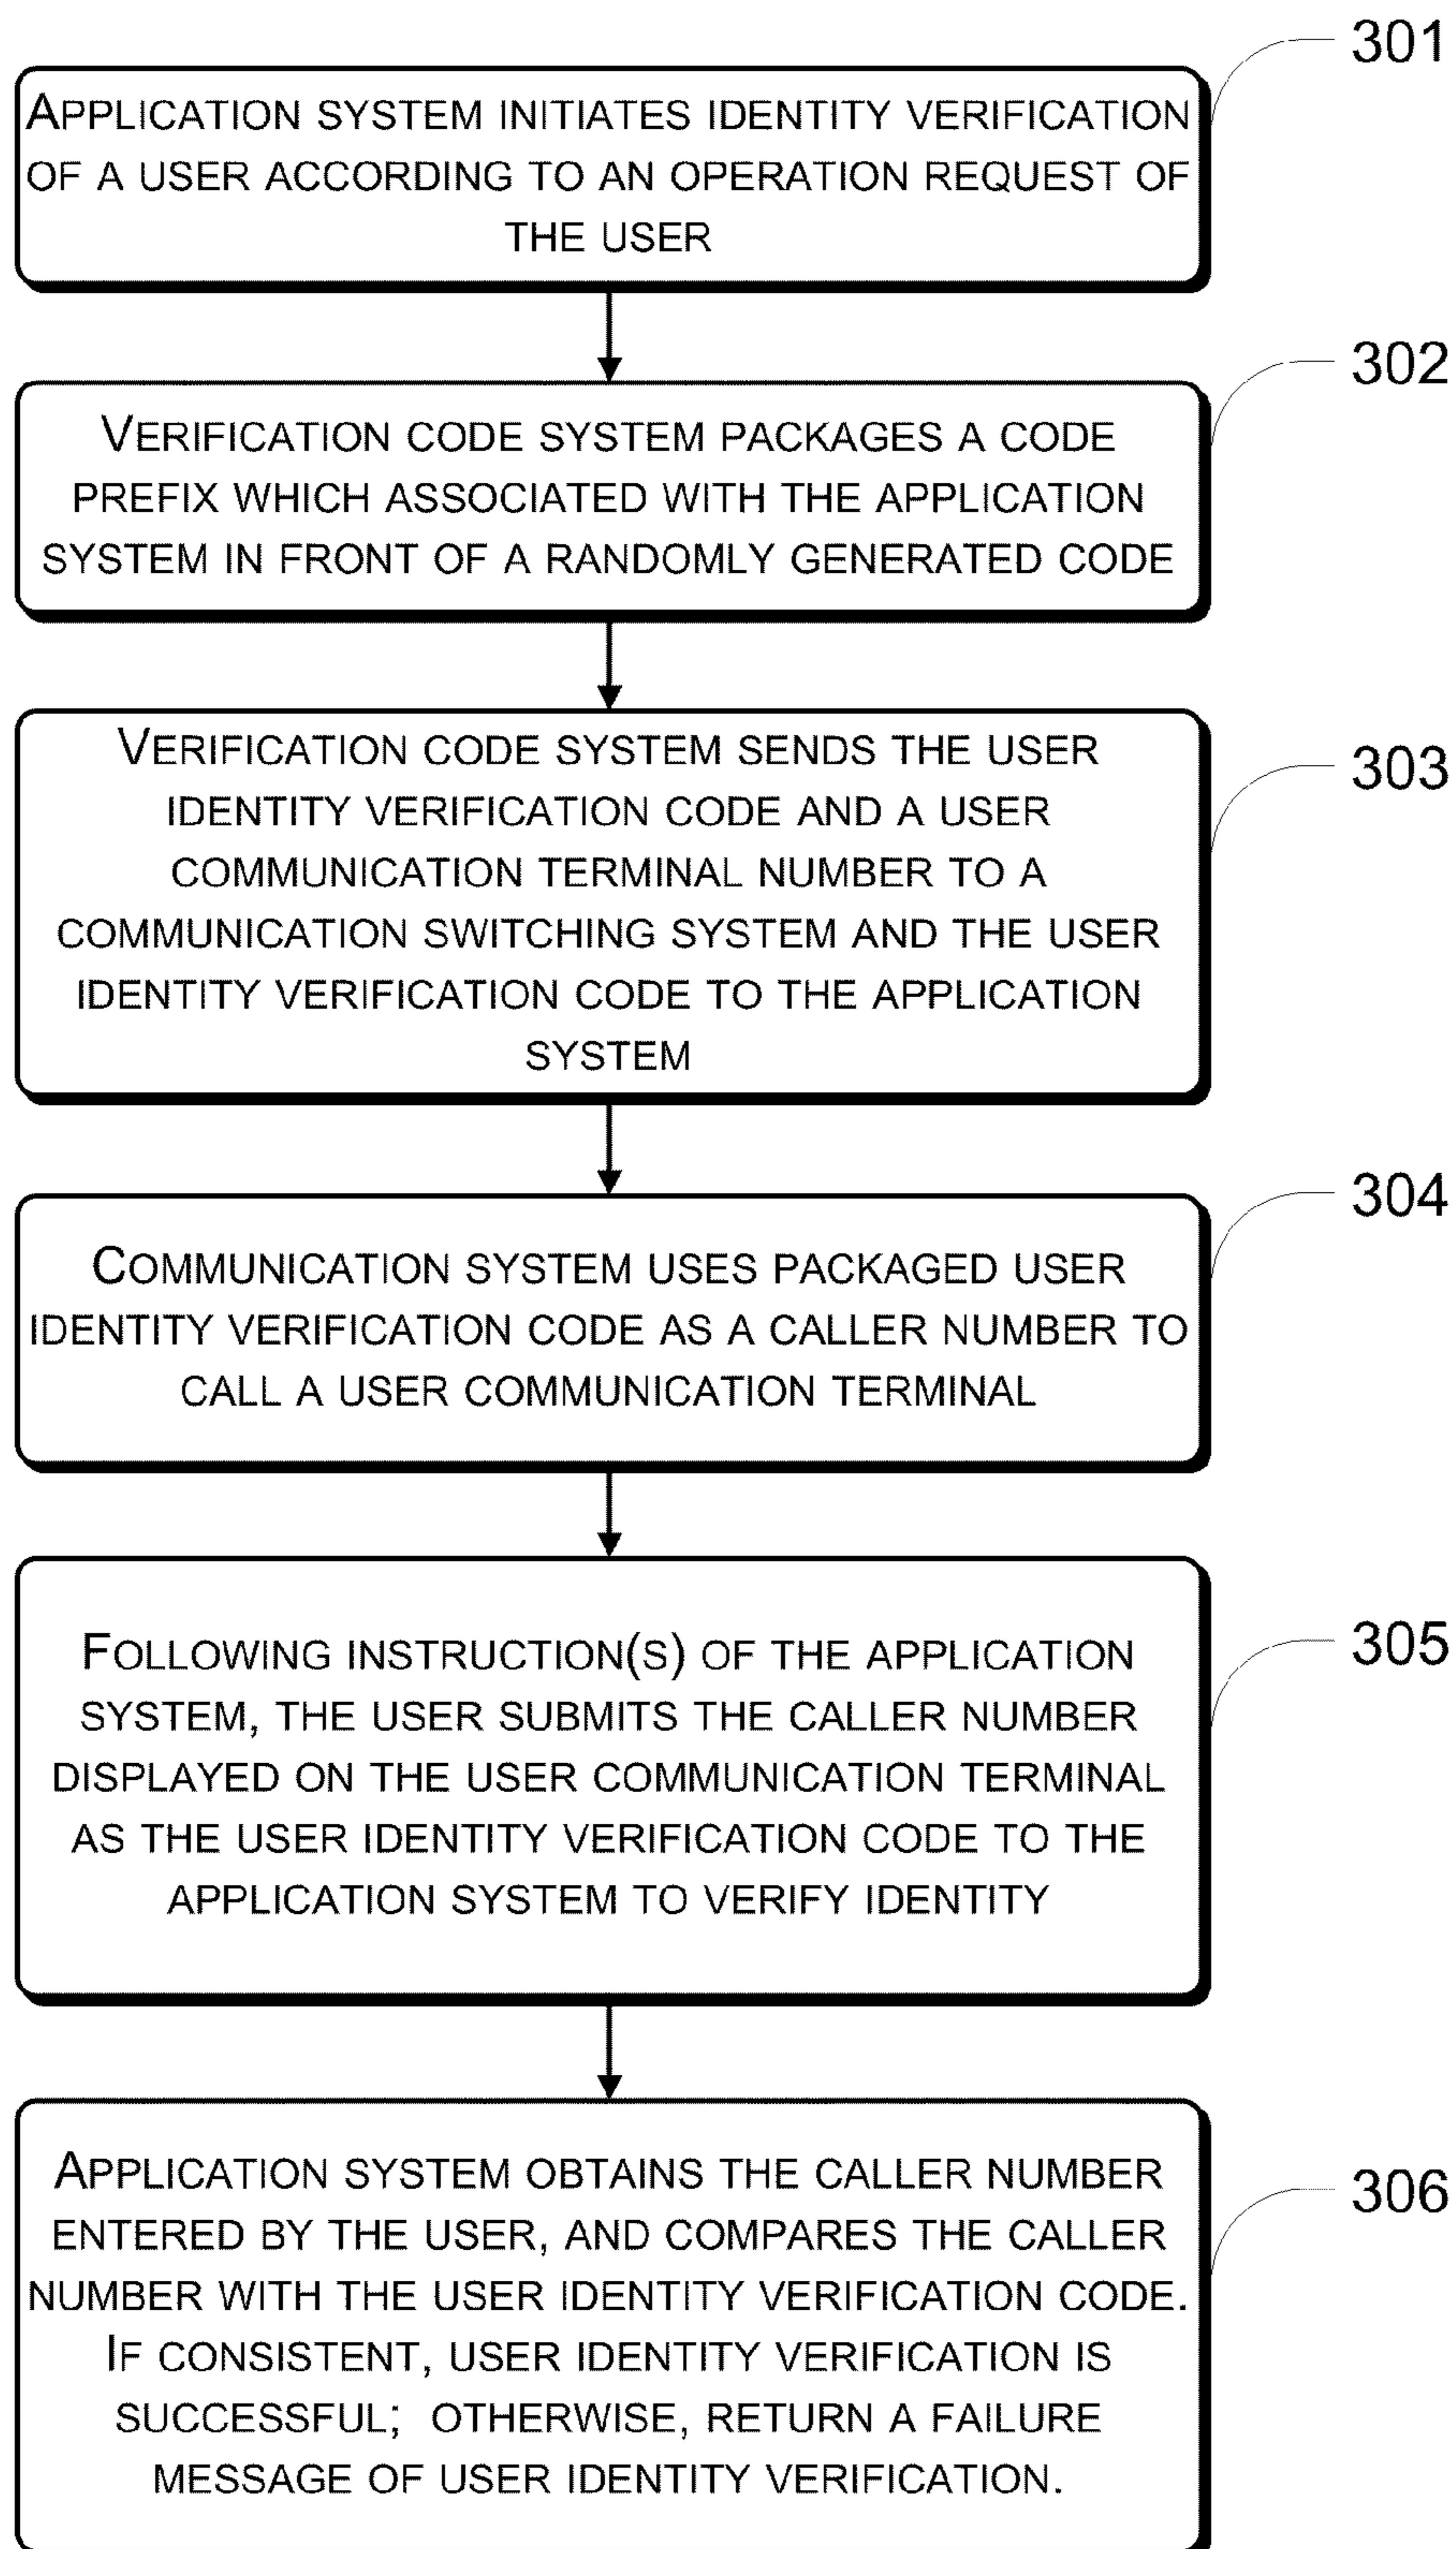 301
APPLICATION SYSTEM INITIATES IDENTITY VERIFICATION
OF A USER ACCORDING TO AN OPERATION REQUEST OF
THE USER
302
VERIFICATION CODE SYSTEM PACKAGES A CODE
PREFIX WHICH ASSOCIATED WITH THE APPLICATION
SYSTEM IN FRONT OF A RANDOMLY GENERATED CODE
303
VERIFICATION CODE SYSTEM SENDS THE USER
IDENTITY VERIFICATION CODE AND A USER
COMMUNICATION TERMINAL NUMBER TO A
COMMUNICATION SWITCHING SYSTEM AND THE USER
IDENTITY VERIFICATION CODE TO THE APPLICATION
SYSTEM
304
COMMUNICATION SYSTEM USES PACKAGED USER
IDENTITY VERIFICATION CODE AS A CALLER NUMBER TO
CALL A USER COMMUNICATION TERMINAL
305
FOLLOWING INSTRUCTION(S) OF THE APPLICATION
SYSTEM, THE USER SUBMITS THE CALLER NUMBER
DISPLAYED ON THE USER COMMUNICATION TERMINAL
AS THE USER IDENTITY VERIFICATION CODE TO THE
APPLICATION SYSTEM TO VERIFY IDENTITY
306
APPLICATION SYSTEM OBTAINS THE CALLER NUMBER
ENTERED BY THE USER, AND COMPARES THE CALLER
NUMBER WITH THE USER IDENTITY VERIFICATION CODE.
IF CONSISTENT, USER IDENTITY VERIFICATION IS
SUCCESSFUL; OTHERWISE, RETURN A FAILURE
MESSAGE OF USER IDENTITY VERIFICATION.